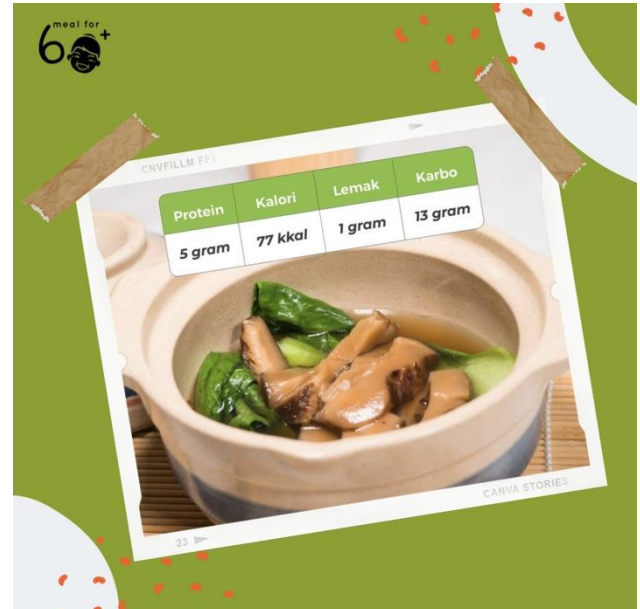 meal for
60+
CNVFILLM FF1
Protein Kalori Lemak Karbo
5 gram 77 kkal 1 gram 13 gram
CANVA STORIES
23